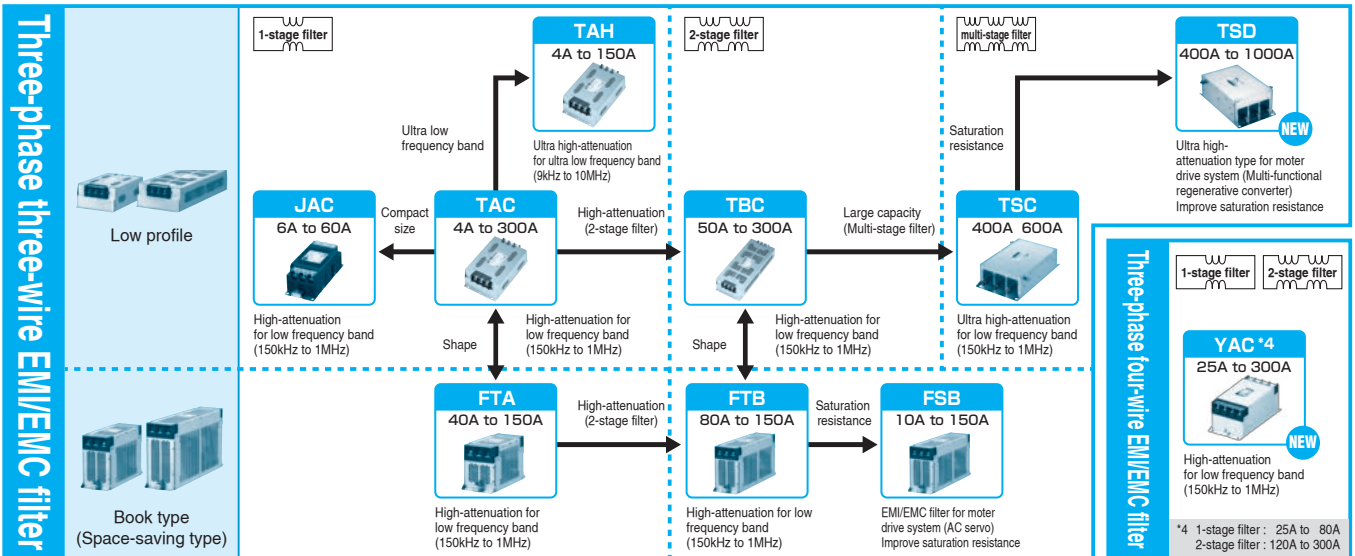 Three-phase three-wire EMI/EMC filter
Low profile
Book type
(Space-saving type)
1-stage filter
TAH
4A to 150A
Ultra high-attenuation
for ultra low frequency band
(9kHz to 10MHz)
Ultra low
frequency band
JAC
6A to 60A
High-attenuation
for low frequency band
(150kHz to 1MHz)
Compact
size
TAC
4A to 300A
High-attenuation for
low frequency band
(150kHz to 1MHz)
High-attenuation
(2-stage filter)
Shape
FTA
40A to 150A
High-attenuation for
low frequency band
(150kHz to 1MHz)
High-attenuation
(2-stage filter)
2-stage filter
TBC
50A to 300A
High-attenuation for
low frequency band
(150kHz to 1MHz)
Large capacity
(Multi-stage filter)
Shape
FTB
80A to 150A
High-attenuation for low
frequency band
(150kHz to 1MHz)
Saturation
resistance
FSB
10A to 150A
EMI/EMC filter for moter
drive system (AC servo)
Improve saturation resistance
multi-stage filter
Saturation
resistance
TSC
400A 600A
Ultra high-attenuation for
low frequency band
(150kHz to 1MHz)
TSD
400A to 1000A
NEW
Ultra high-
attenuation type for moter
drive system (Multi-functional
regenerative converter)
Improve saturation resistance
Three-phase four-wire EMI/EMC filter
1-stage filter
2-stage filter
YAC *4
25A to 300A
NEW
High-attenuation
for low frequency band
(150kHz to 1MHz)
*4 1-stage filter : 25A to 80A
2-stage filter : 120A to 300A